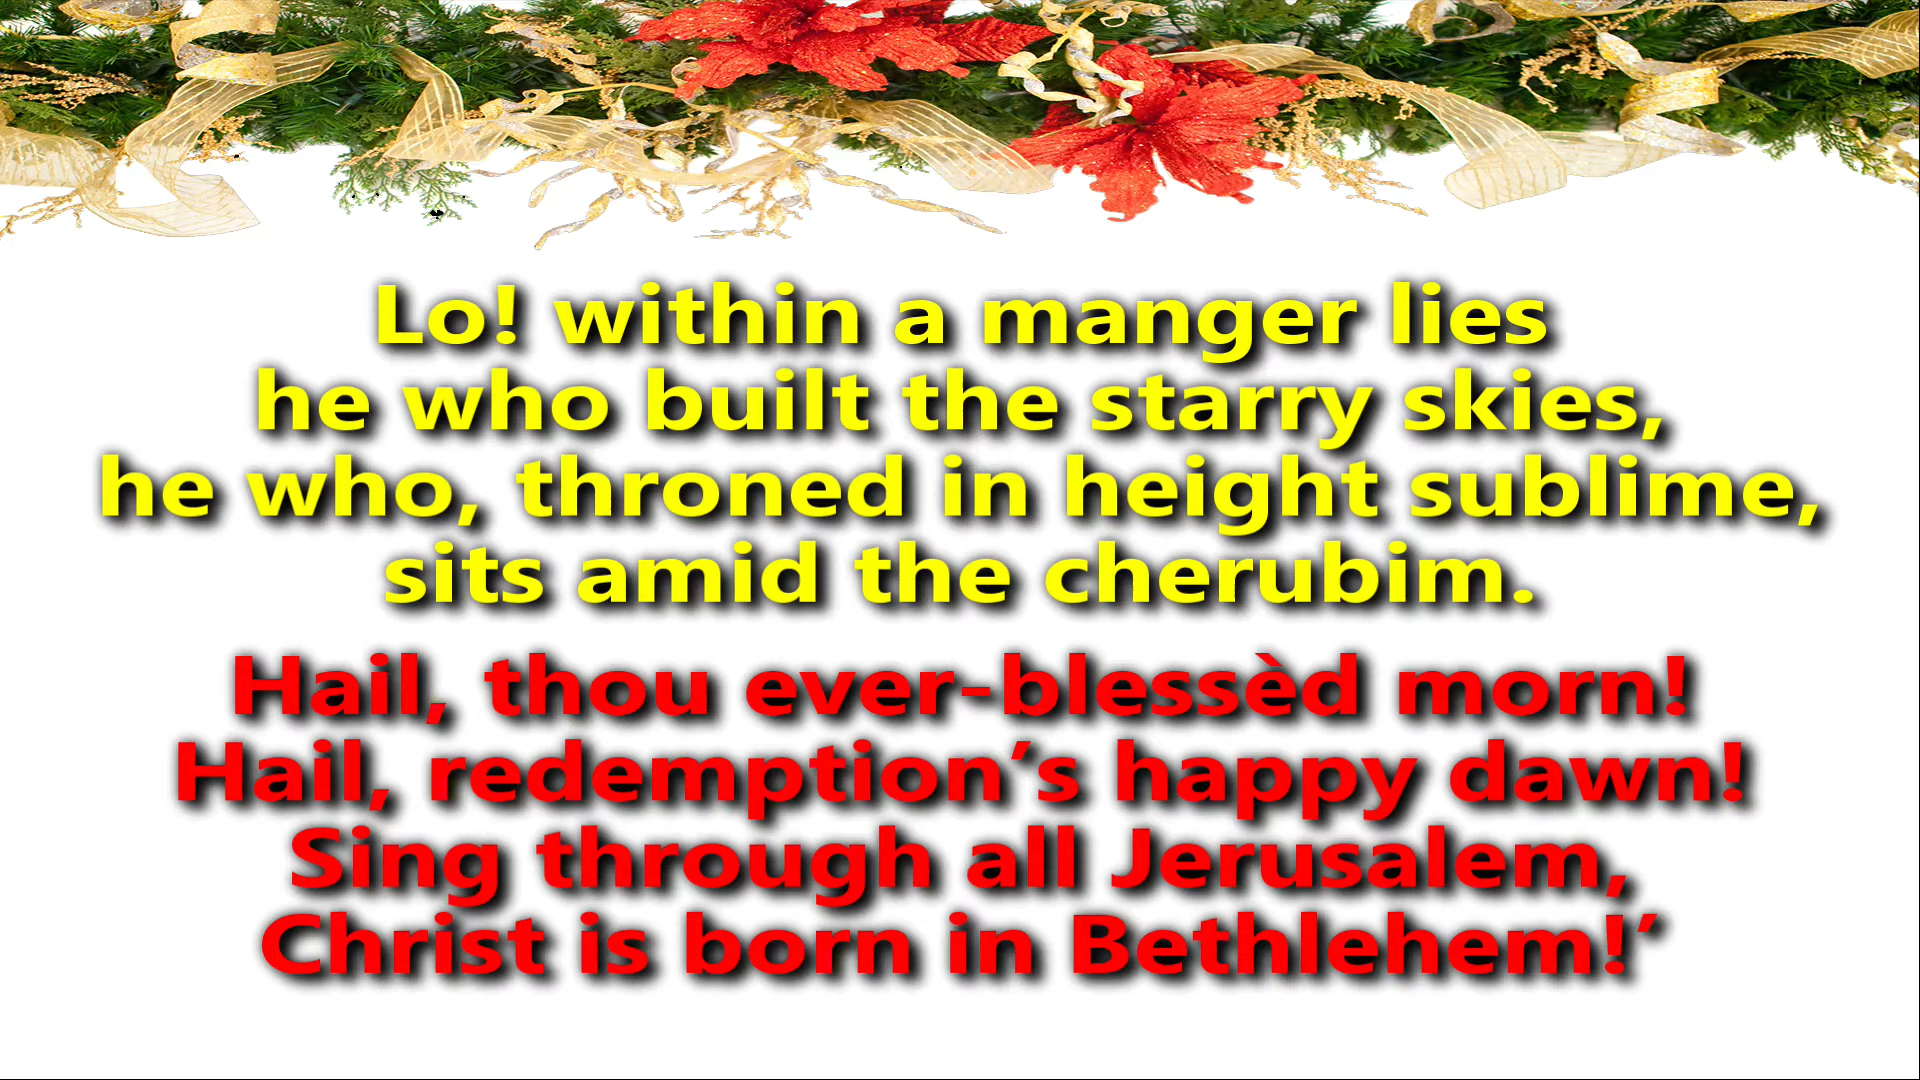 Lo! within a manger lies
he who built the starry skies,
he who, throned in height sublime,
sits amid the cherubim.
Hail, thou ever-blessèd morn!
Hail, redemption’s happy dawn!
Sing through all Jerusalem,
Christ is born in Bethlehem!’